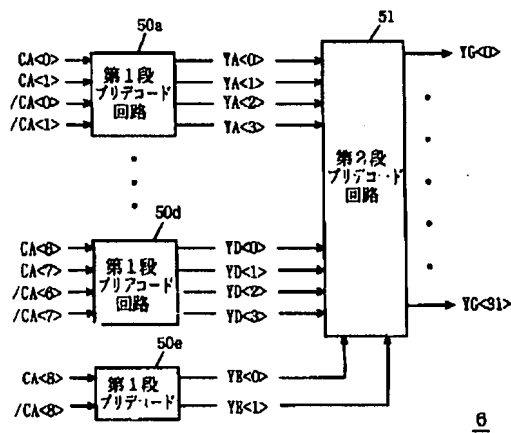 50a
51
CA<0>
CA<1>
/CA<0>
/CA<1>
第1段
プリデコード
回路
YA<0>
YA<1>
YA<2>
YA<3>
YG<0>
第2段
プリデコード
回路
50d
CA<6>
CA<7>
/CA<6>
/CA<7>
第1段
プリデコード
回路
YD<0>
YD<1>
YD<2>
YD<3>
YG<31>
50e
CA<8>
/CA<8>
第1段
プリデコード
YE<0>
YE<1>
6